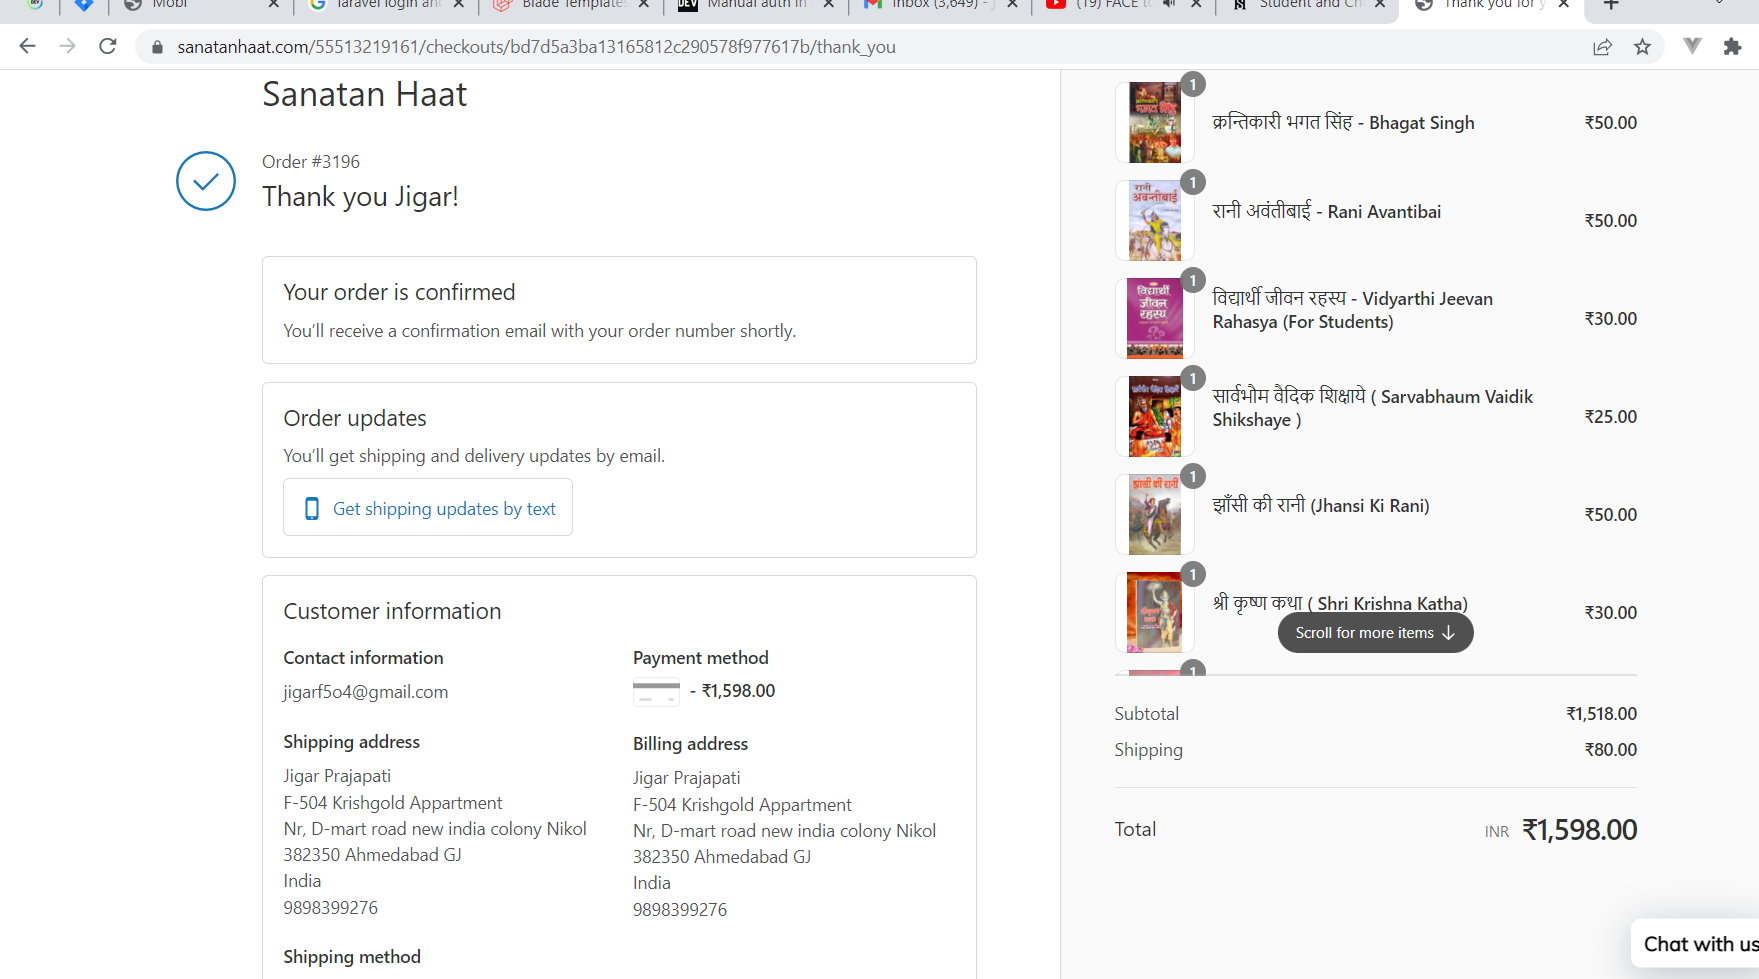 Mobi
laravel login and
Blade Templates
DEV
Manual auth in
Inbox (3,649) -
(19) FACE to
Student and Ch
Thank you for y
sanatanhaat.com/55513219161/checkouts/bd7d5a3ba13165812c290578f977617b/thank_you
Sanatan Haat
Order #3196
Thank you Jigar!
Your order is confirmed
You’ll receive a confirmation email with your order number shortly.
Order updates
You’ll get shipping and delivery updates by email.
Get shipping updates by text
Customer information
Contact information
jigarf5o4@gmail.com
Payment method
- ₹1,598.00
Shipping address
Jigar Prajapati
F-504 Krishgold Appartment
Nr, D-mart road new india colony Nikol
382350 Ahmedabad GJ
India
9898399276
Billing address
Jigar Prajapati
F-504 Krishgold Appartment
Nr, D-mart road new india colony Nikol
382350 Ahmedabad GJ
India
9898399276
Shipping method
1
क्रन्तिकारी भगत सिंह - Bhagat Singh
₹50.00
1
रानी
अवन्तीबाई
रानी अवंतीबाई - Rani Avantibai
₹50.00
1
विद्यार्थी
जीवन
रहस्य
विद्यार्थी जीवन रहस्य - Vidyarthi Jeevan
Rahasya (For Students)
₹30.00
1
सार्वभौम वैदिक शिक्षाये ( Sarvabhaum Vaidik
Shikshaye )
₹25.00
1
झांसी की रानी
झाँसी की रानी (Jhansi Ki Rani)
₹50.00
1
श्री कृष्ण कथा ( Shri Krishna Katha)
₹30.00
Scroll for more items
1
Subtotal
₹1,518.00
Shipping
₹80.00
Total
INR ₹1,598.00
Chat with us